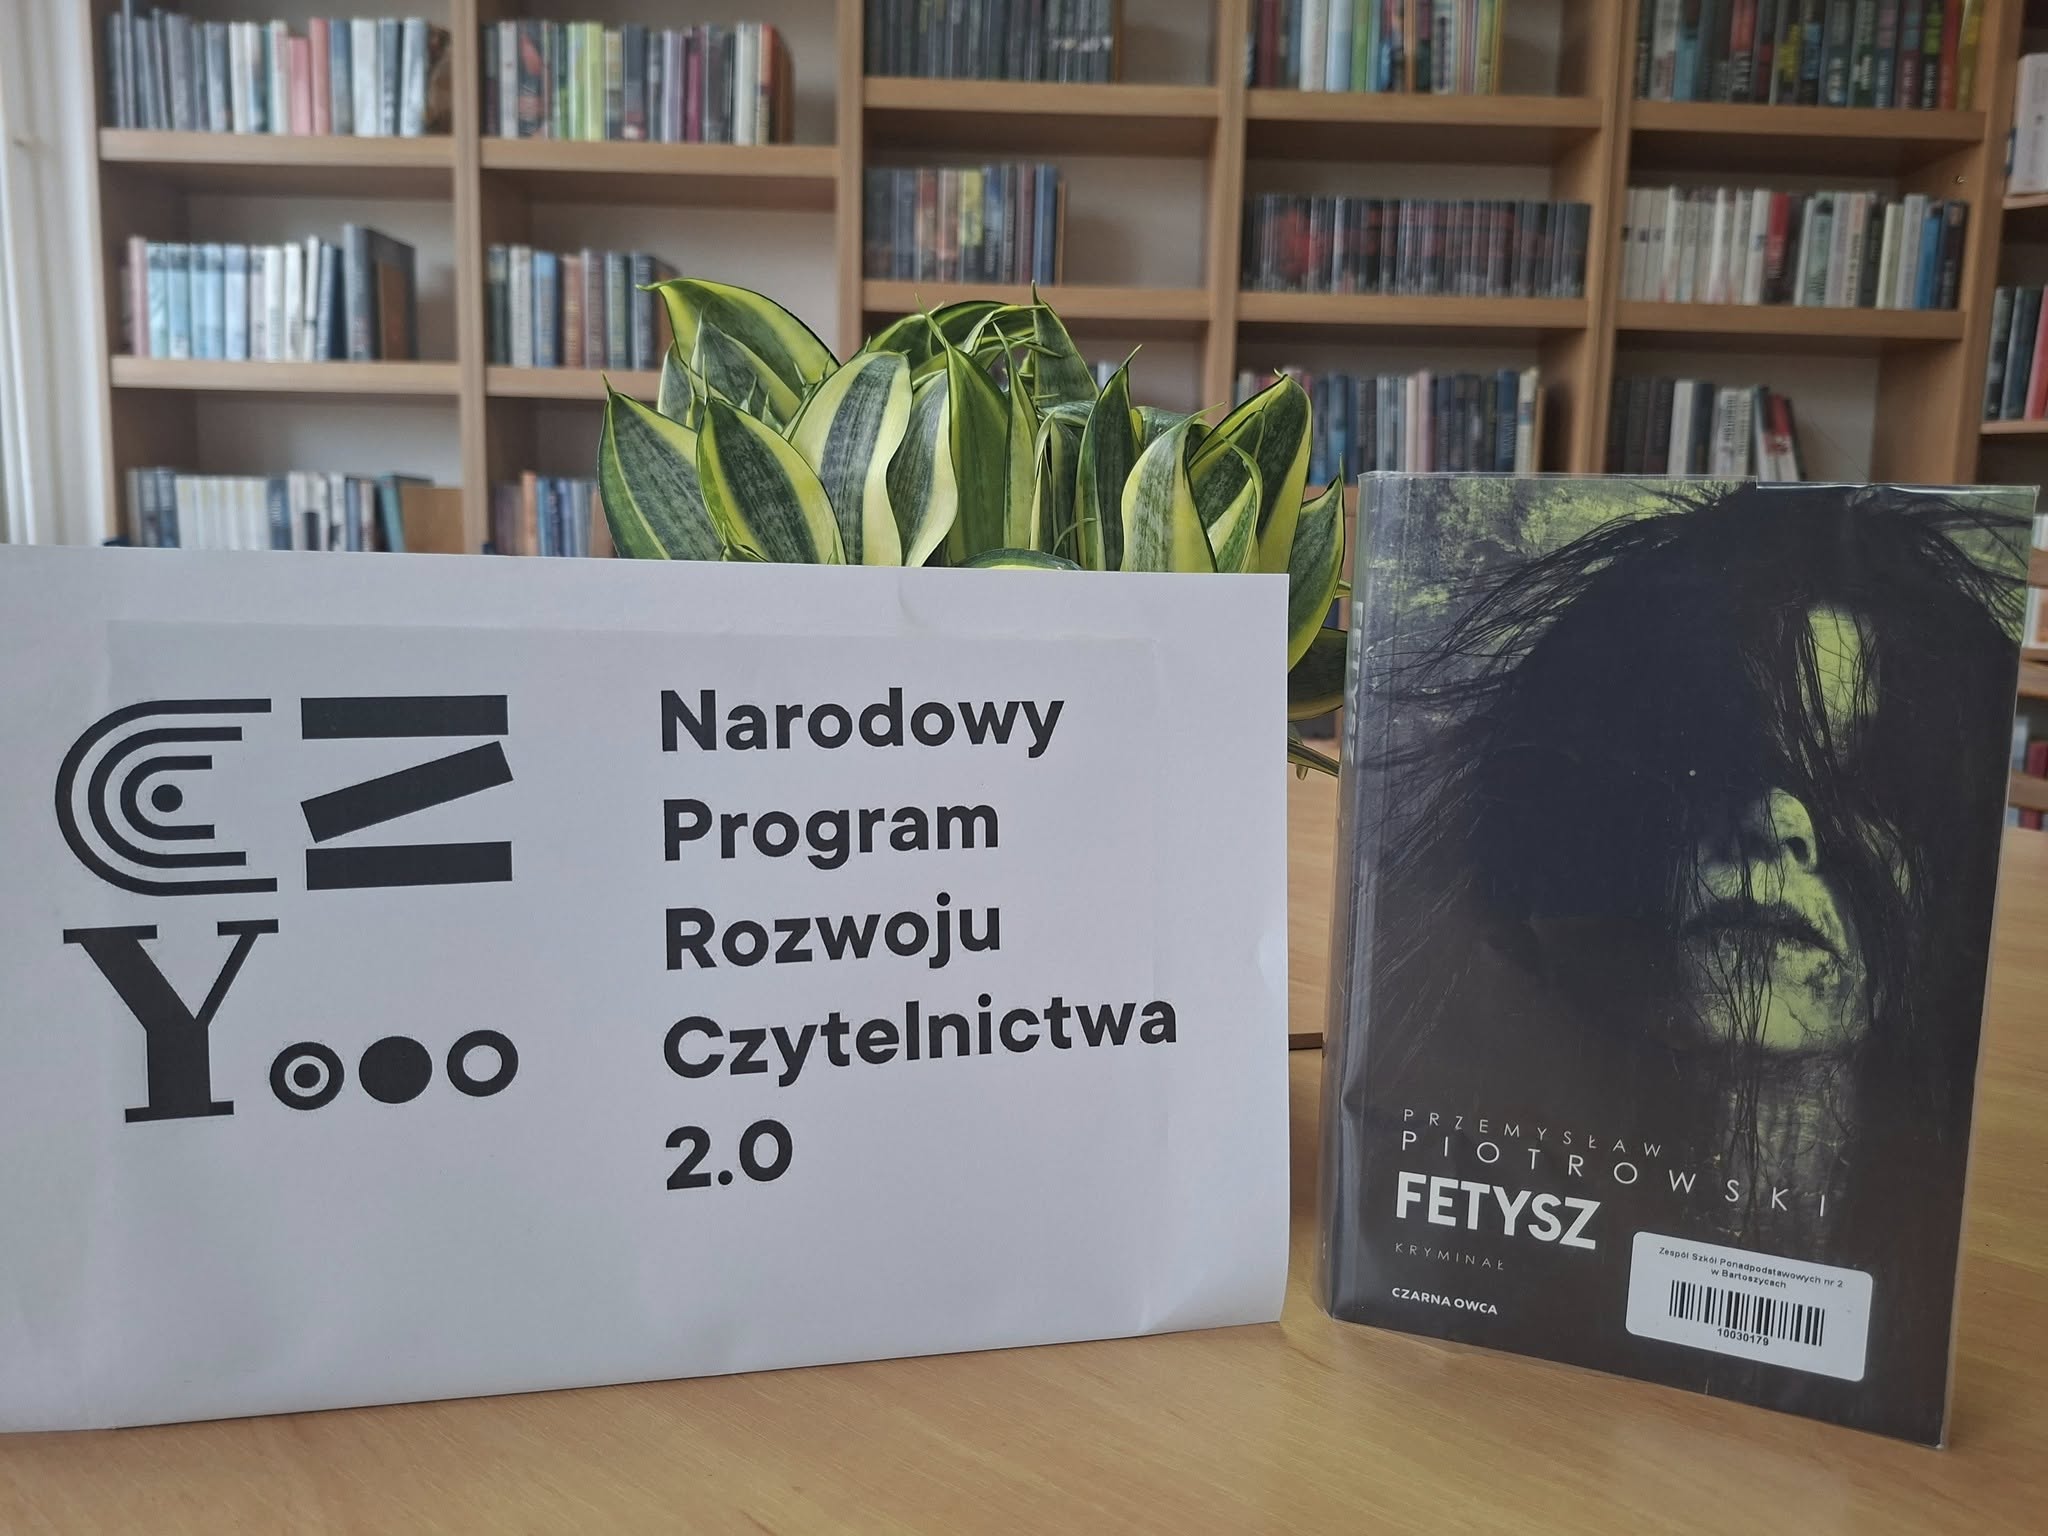 CZ
Y...
Narodowy
Program
Rozwoju
Czytelnictwa
2.0
PRZEMYSŁAW
PIOTROWSKI
FETYSZ
KRYMINAŁ
CZARNA OWCA
Zespół Szkół Ponadpodstawowych nr 2
w Bartoszycach
10030179